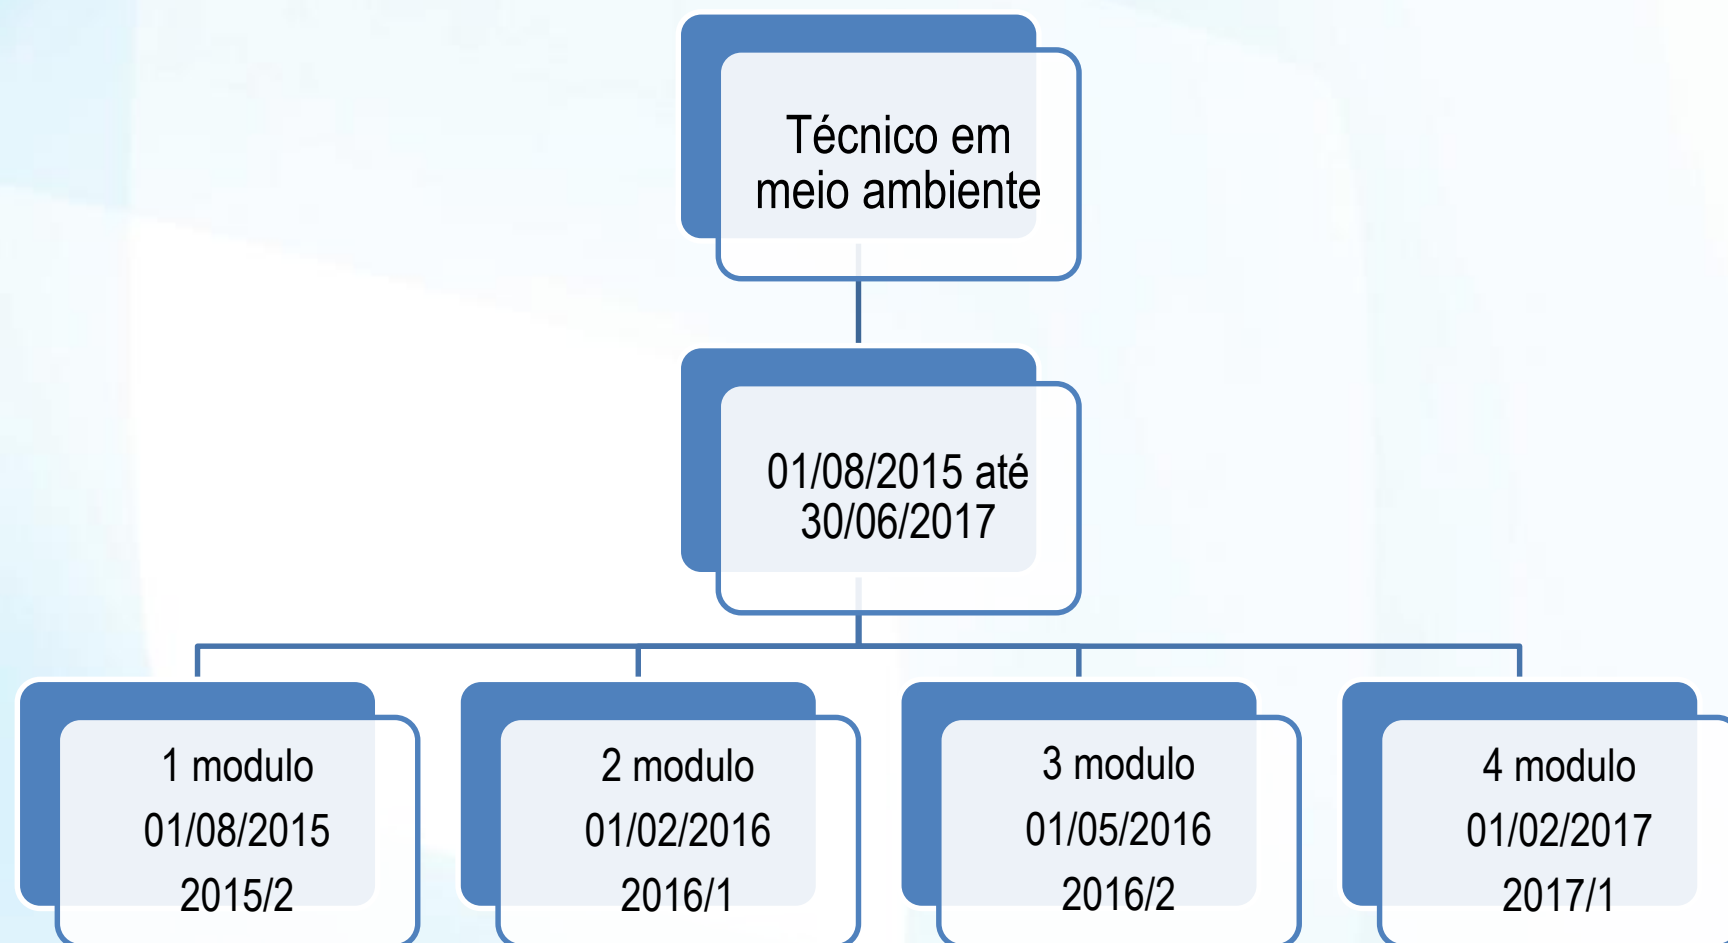 Técnico em
meio ambiente
01/08/2015 até
30/06/2017
1 modulo
01/08/2015
2015/2
2 modulo
01/02/2016
2016/1
3 modulo
01/05/2016
2016/2
4 modulo
01/02/2017
2017/1